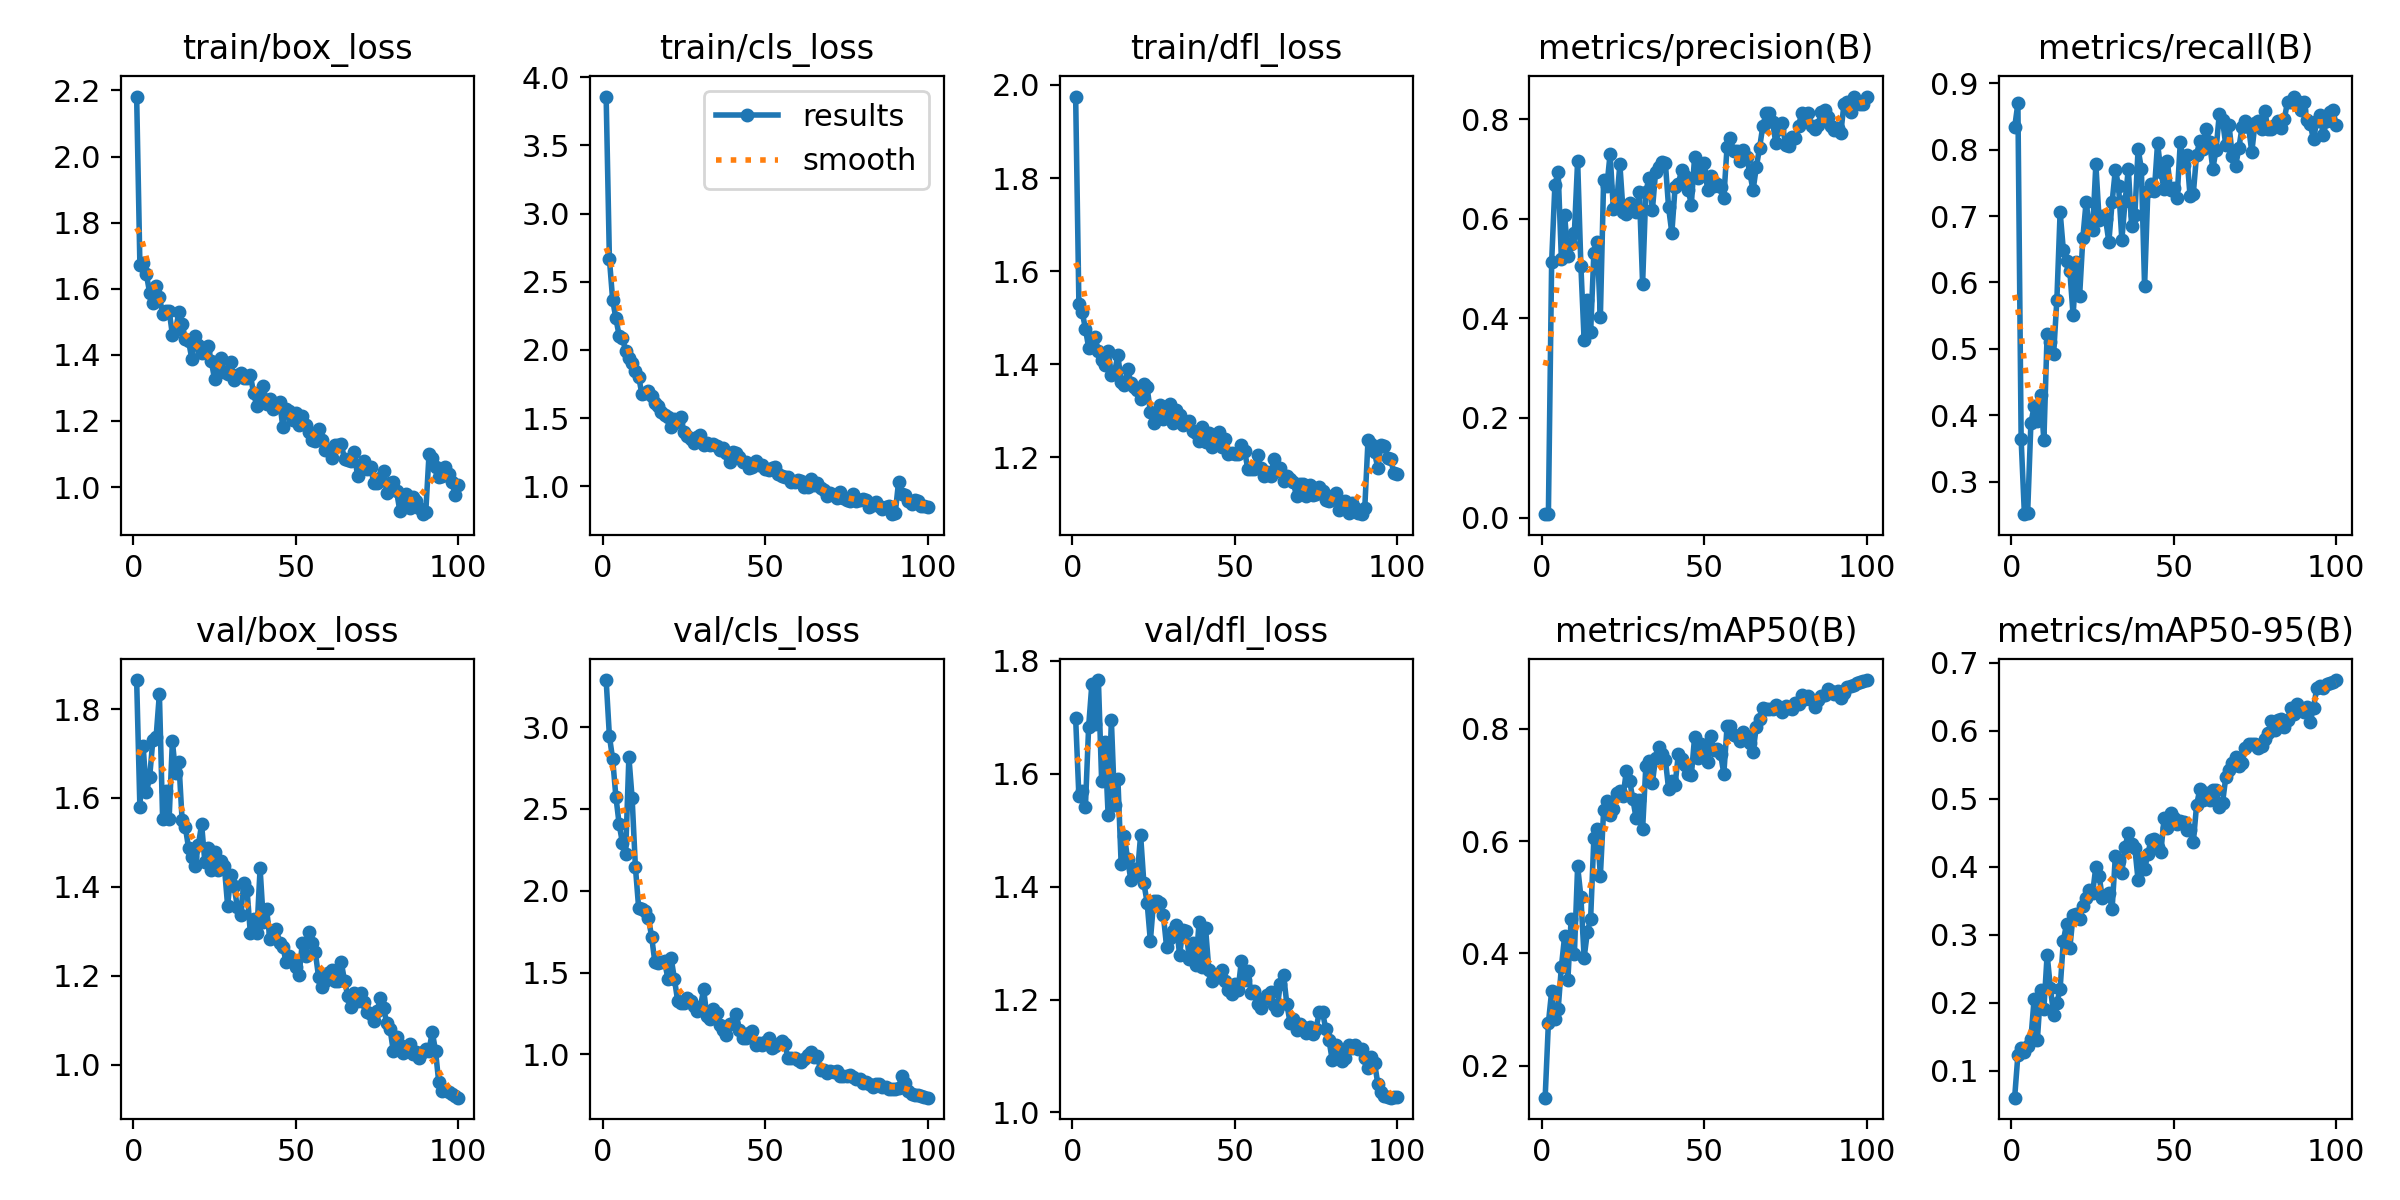 train/box_loss
2.2
2.0
1.8
1.6
1.4
1.2
1.0
0 50 100
train/cls_loss
4.0
3.5
3.0
2.5
2.0
1.5
1.0
results
smooth
0 50 100
train/dfl_loss
2.0
1.8
1.6
1.4
1.2
0 50 100
metrics/precision(B)
0.8
0.6
0.4
0.2
0.0
0 50 100
metrics/recall(B)
0.9
0.8
0.7
0.6
0.5
0.4
0.3
0 50 100
val/box_loss
1.8
1.6
1.4
1.2
1.0
0 50 100
val/cls_loss
3.0
2.5
2.0
1.5
1.0
0 50 100
val/dfl_loss
1.8
1.6
1.4
1.2
1.0
0 50 100
metrics/mAP50(B)
0.8
0.6
0.4
0.2
0 50 100
metrics/mAP50-95(B)
0.7
0.6
0.5
0.4
0.3
0.2
0.1
0 50 100